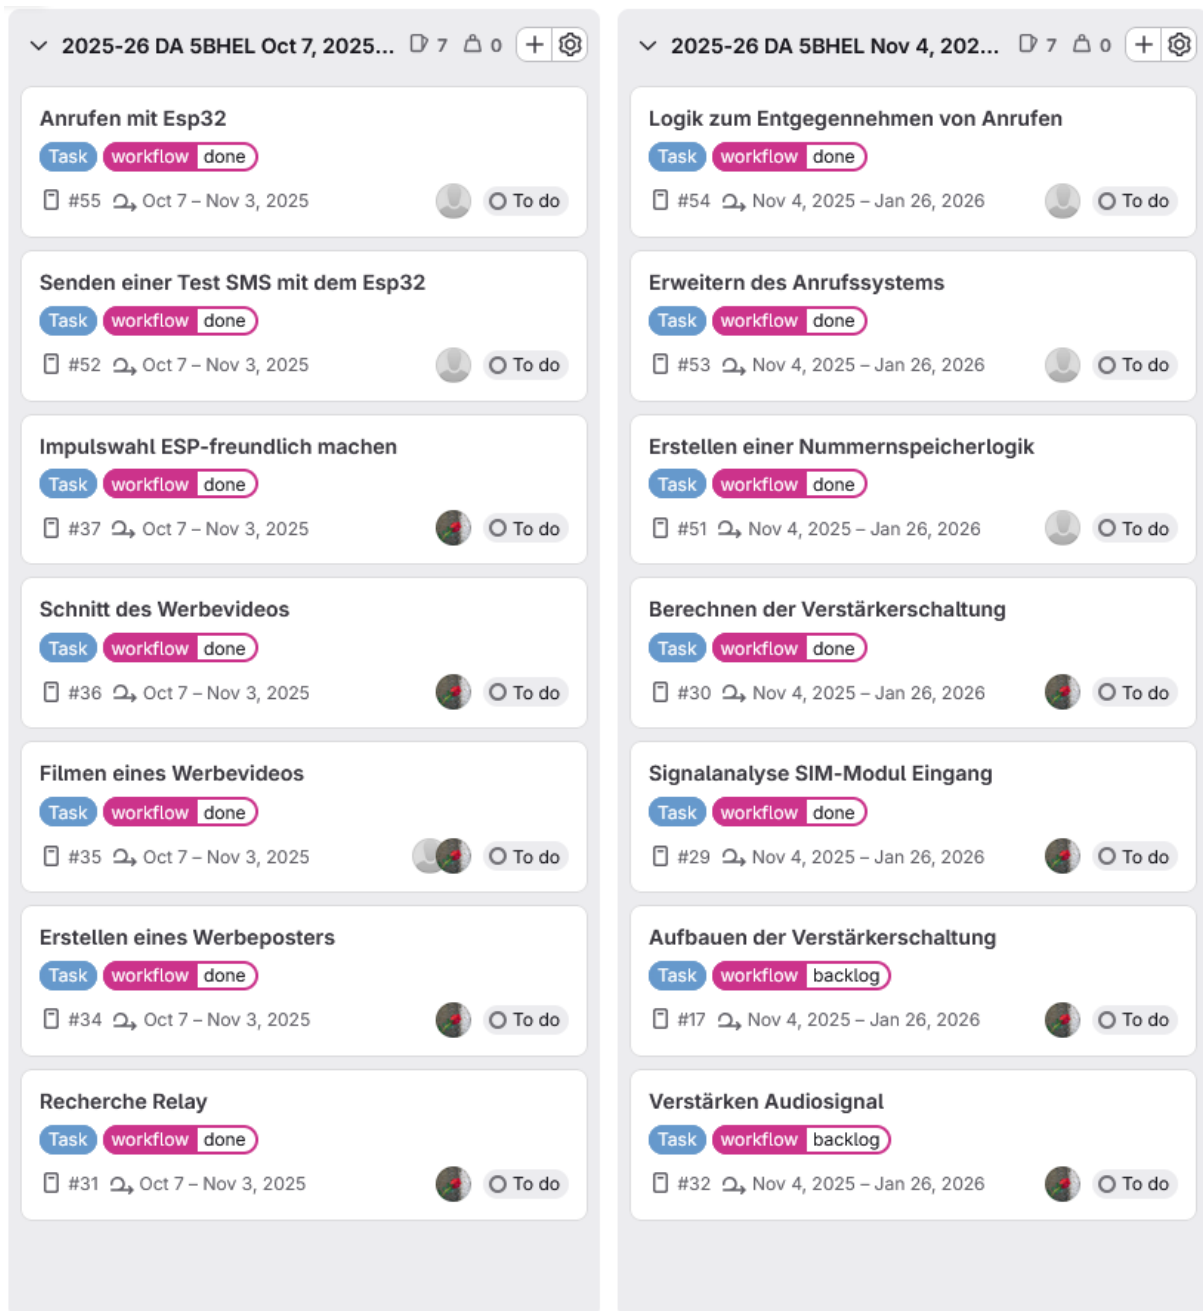 2025-26 DA 5BHEL Oct 7, 2025... 7 0
Anrufen mit Esp32
Task workflow done
#55 Oct 7 – Nov 3, 2025 To do
Senden einer Test SMS mit dem Esp32
Task workflow done
#52 Oct 7 – Nov 3, 2025 To do
Impulswahl ESP-freundlich machen
Task workflow done
#37 Oct 7 – Nov 3, 2025 To do
Schnitt des Werbevideos
Task workflow done
#36 Oct 7 – Nov 3, 2025 To do
Filmen eines Werbevideos
Task workflow done
#35 Oct 7 – Nov 3, 2025 To do
Erstellen eines Werbeposters
Task workflow done
#34 Oct 7 – Nov 3, 2025 To do
Recherche Relay
Task workflow done
#31 Oct 7 – Nov 3, 2025 To do
2025-26 DA 5BHEL Nov 4, 202... 7 0
Logik zum Entgegennehmen von Anrufen
Task workflow done
#54 Nov 4, 2025 – Jan 26, 2026 To do
Erweitern des Anrufssystems
Task workflow done
#53 Nov 4, 2025 – Jan 26, 2026 To do
Erstellen einer Nummernspeicherlogik
Task workflow done
#51 Nov 4, 2025 – Jan 26, 2026 To do
Berechnen der Verstärkerschaltung
Task workflow done
#30 Nov 4, 2025 – Jan 26, 2026 To do
Signalanalyse SIM-Modul Eingang
Task workflow done
#29 Nov 4, 2025 – Jan 26, 2026 To do
Aufbauen der Verstärkerschaltung
Task workflow backlog
#17 Nov 4, 2025 – Jan 26, 2026 To do
Verstärken Audiosignal
Task workflow backlog
#32 Nov 4, 2025 – Jan 26, 2026 To do